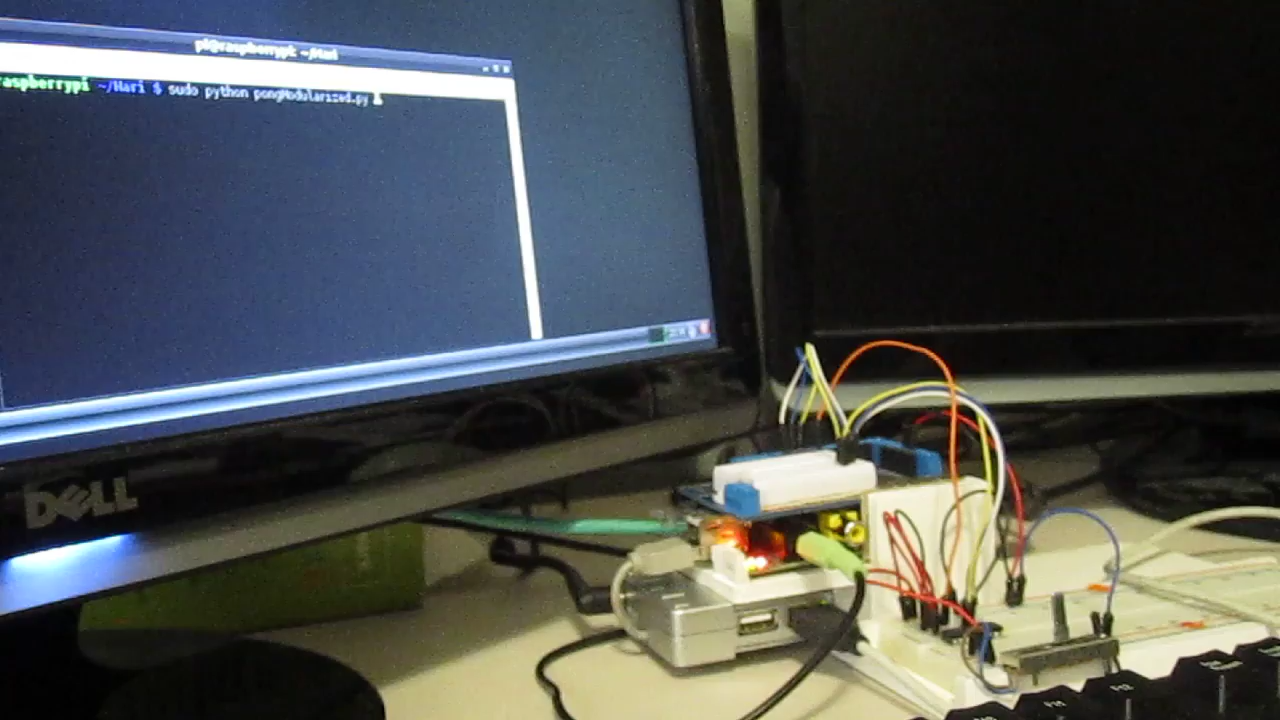 pi@raspberrypi: ~/Hari
raspberrypi ~/Hari $ sudo python pongModularized.py
DELL